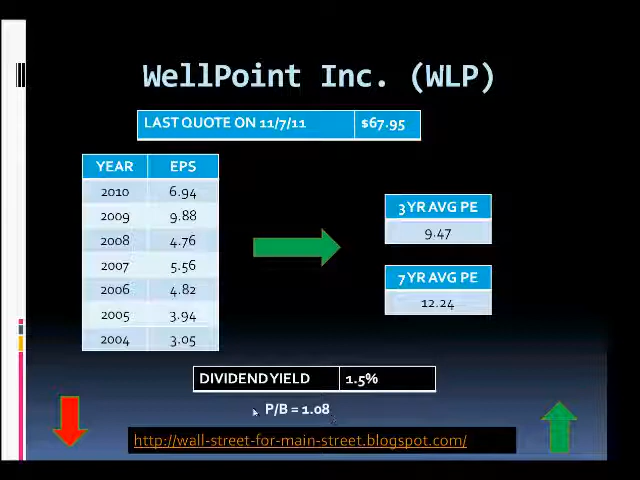 WellPoint Inc. (WLP)
LAST QUOTE ON 11/7/11 $67.95
YEAR EPS
2010 6.94
2009 9.88
2008 4.76
2007 5.56
2006 4.82
2005 3.94
2004 3.05
3 YR AVG PE
9.47
7 YR AVG PE
12.24
DIVIDEND YIELD 1.5%
P/B = 1.08
http://wall-street-for-main-street.blogspot.com/